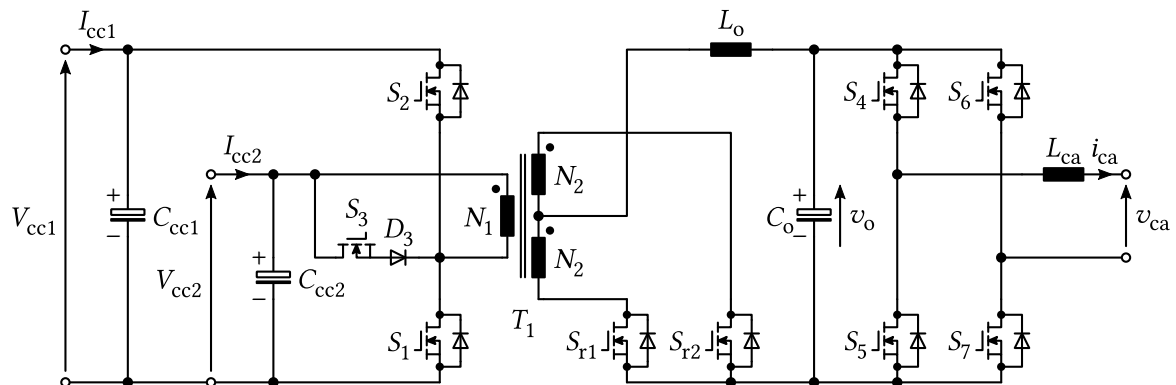 I_cc1
L_o
S_2
S_4
S_6
I_cc2
N_2
L_ca
i_ca
+
S_3
D_3
N_1
+
V_cc1
C_cc1
C_o
v_o
v_ca
−
+
N_2
−
V_cc2
C_cc2
−
T_1
S_1
S_r1
S_r2
S_5
S_7